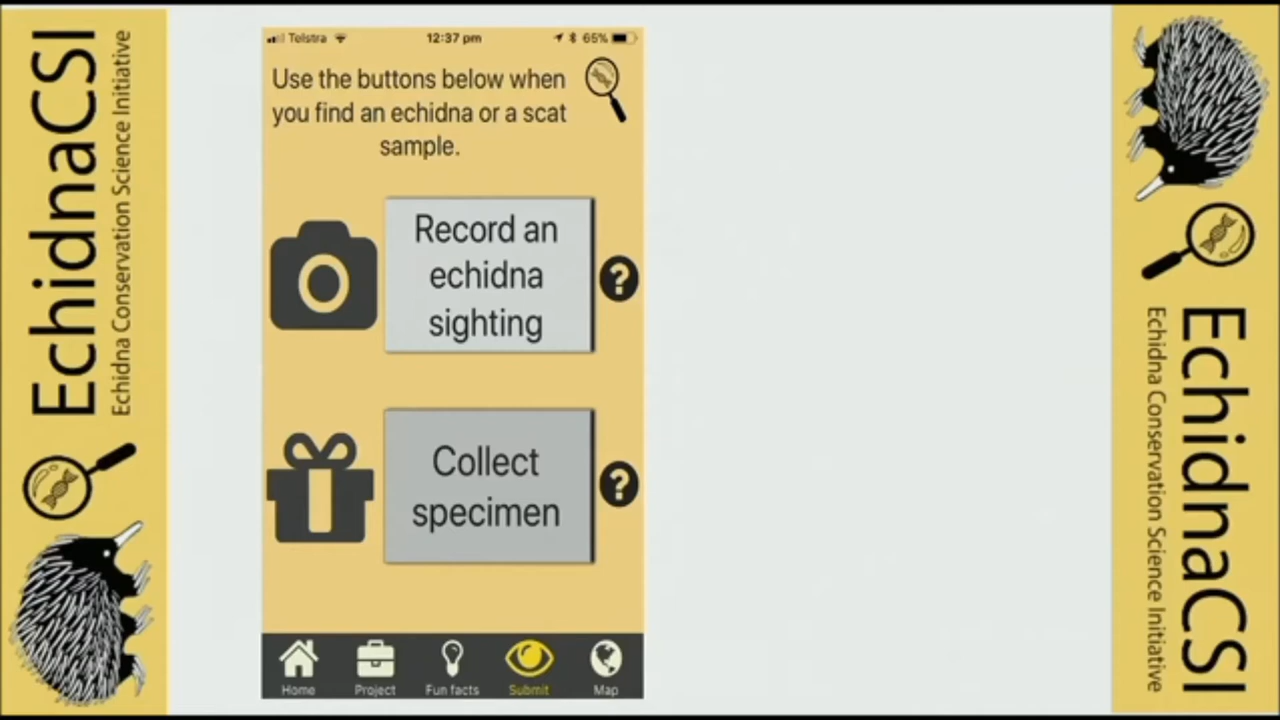 EchidnaCSI
Echidna Conservation Science Initiative
Telstra
12:37 pm
65%
Use the buttons below when
you find an echidna or a scat
sample.
Record an
echidna
sighting
?
Collect
specimen
?
Home
Project
Fun facts
Submit
Map
EchidnaCSI
Echidna Conservation Science Initiative